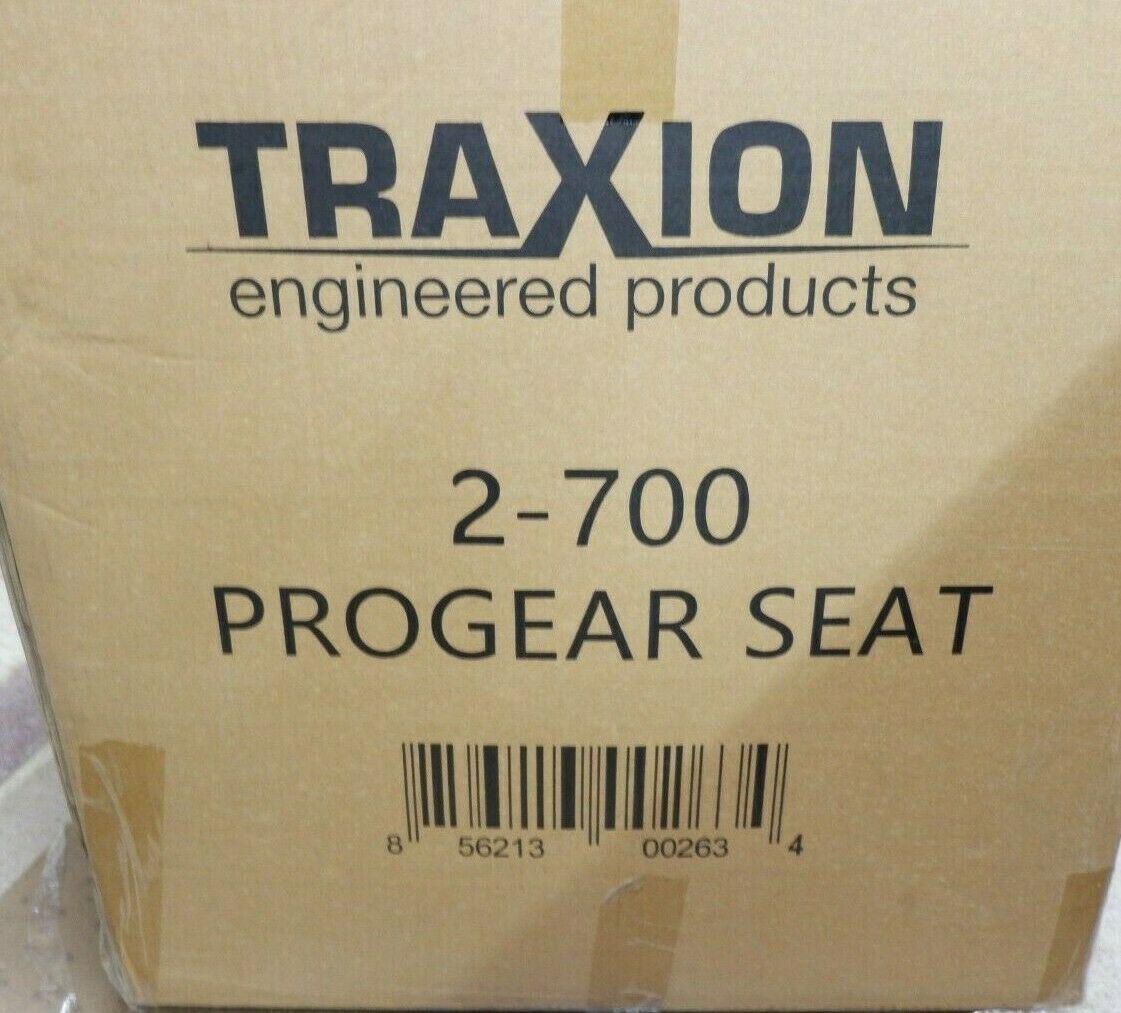 TRAXION
engineered products
2-700
PROGEAR SEAT
8 56213 00263 4